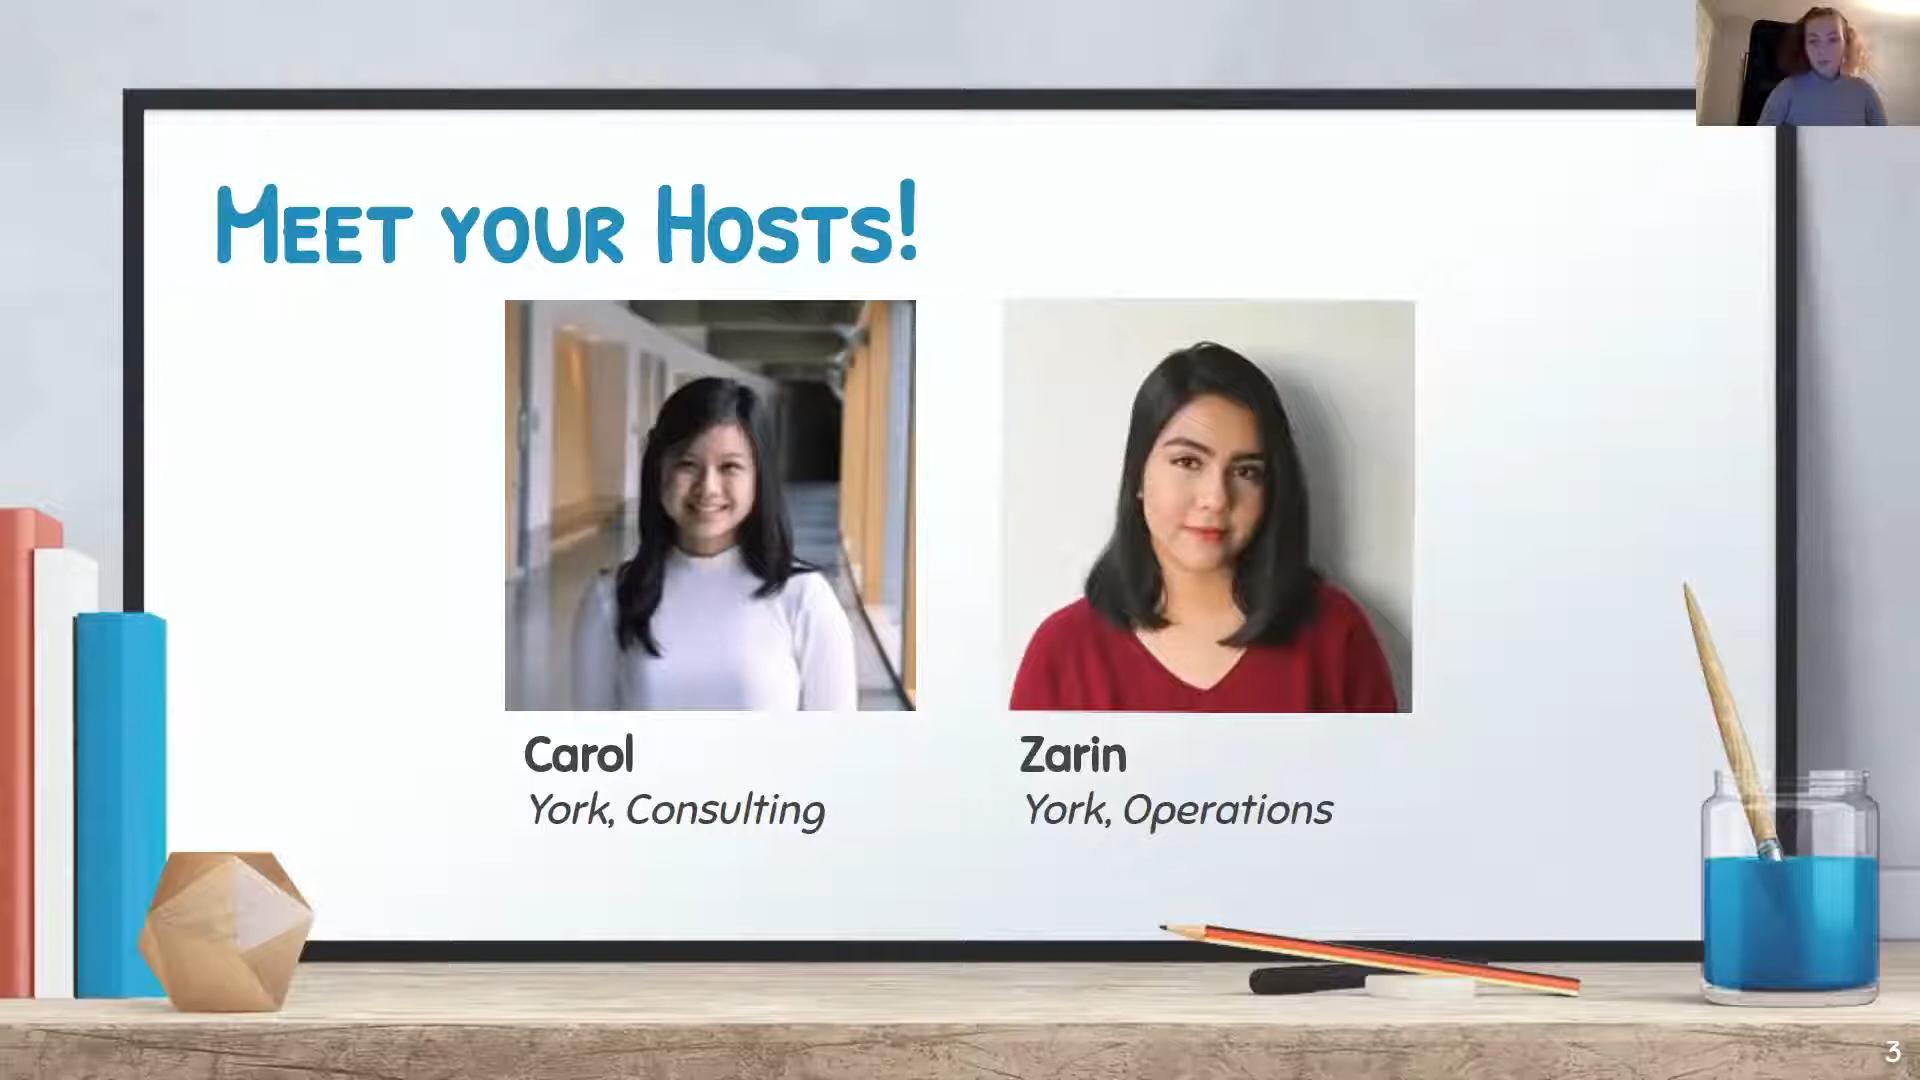 Meet your Hosts!
Carol
York, Consulting
Zarin
York, Operations
3